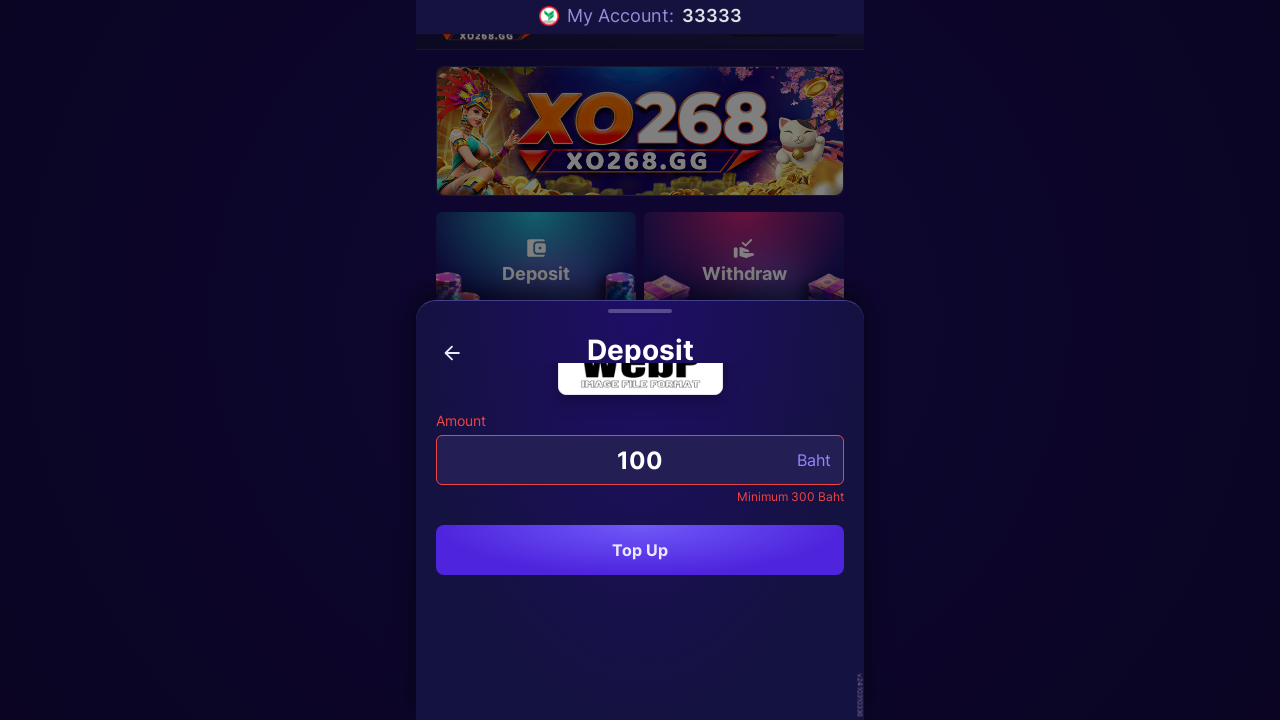 My Account: 33333
XO268.GG
XO268
XO268.GG
Deposit
Withdraw
Deposit
WebP
IMAGE FILE FORMAT
Amount
100
Baht
Minimum 300 Baht
Top Up